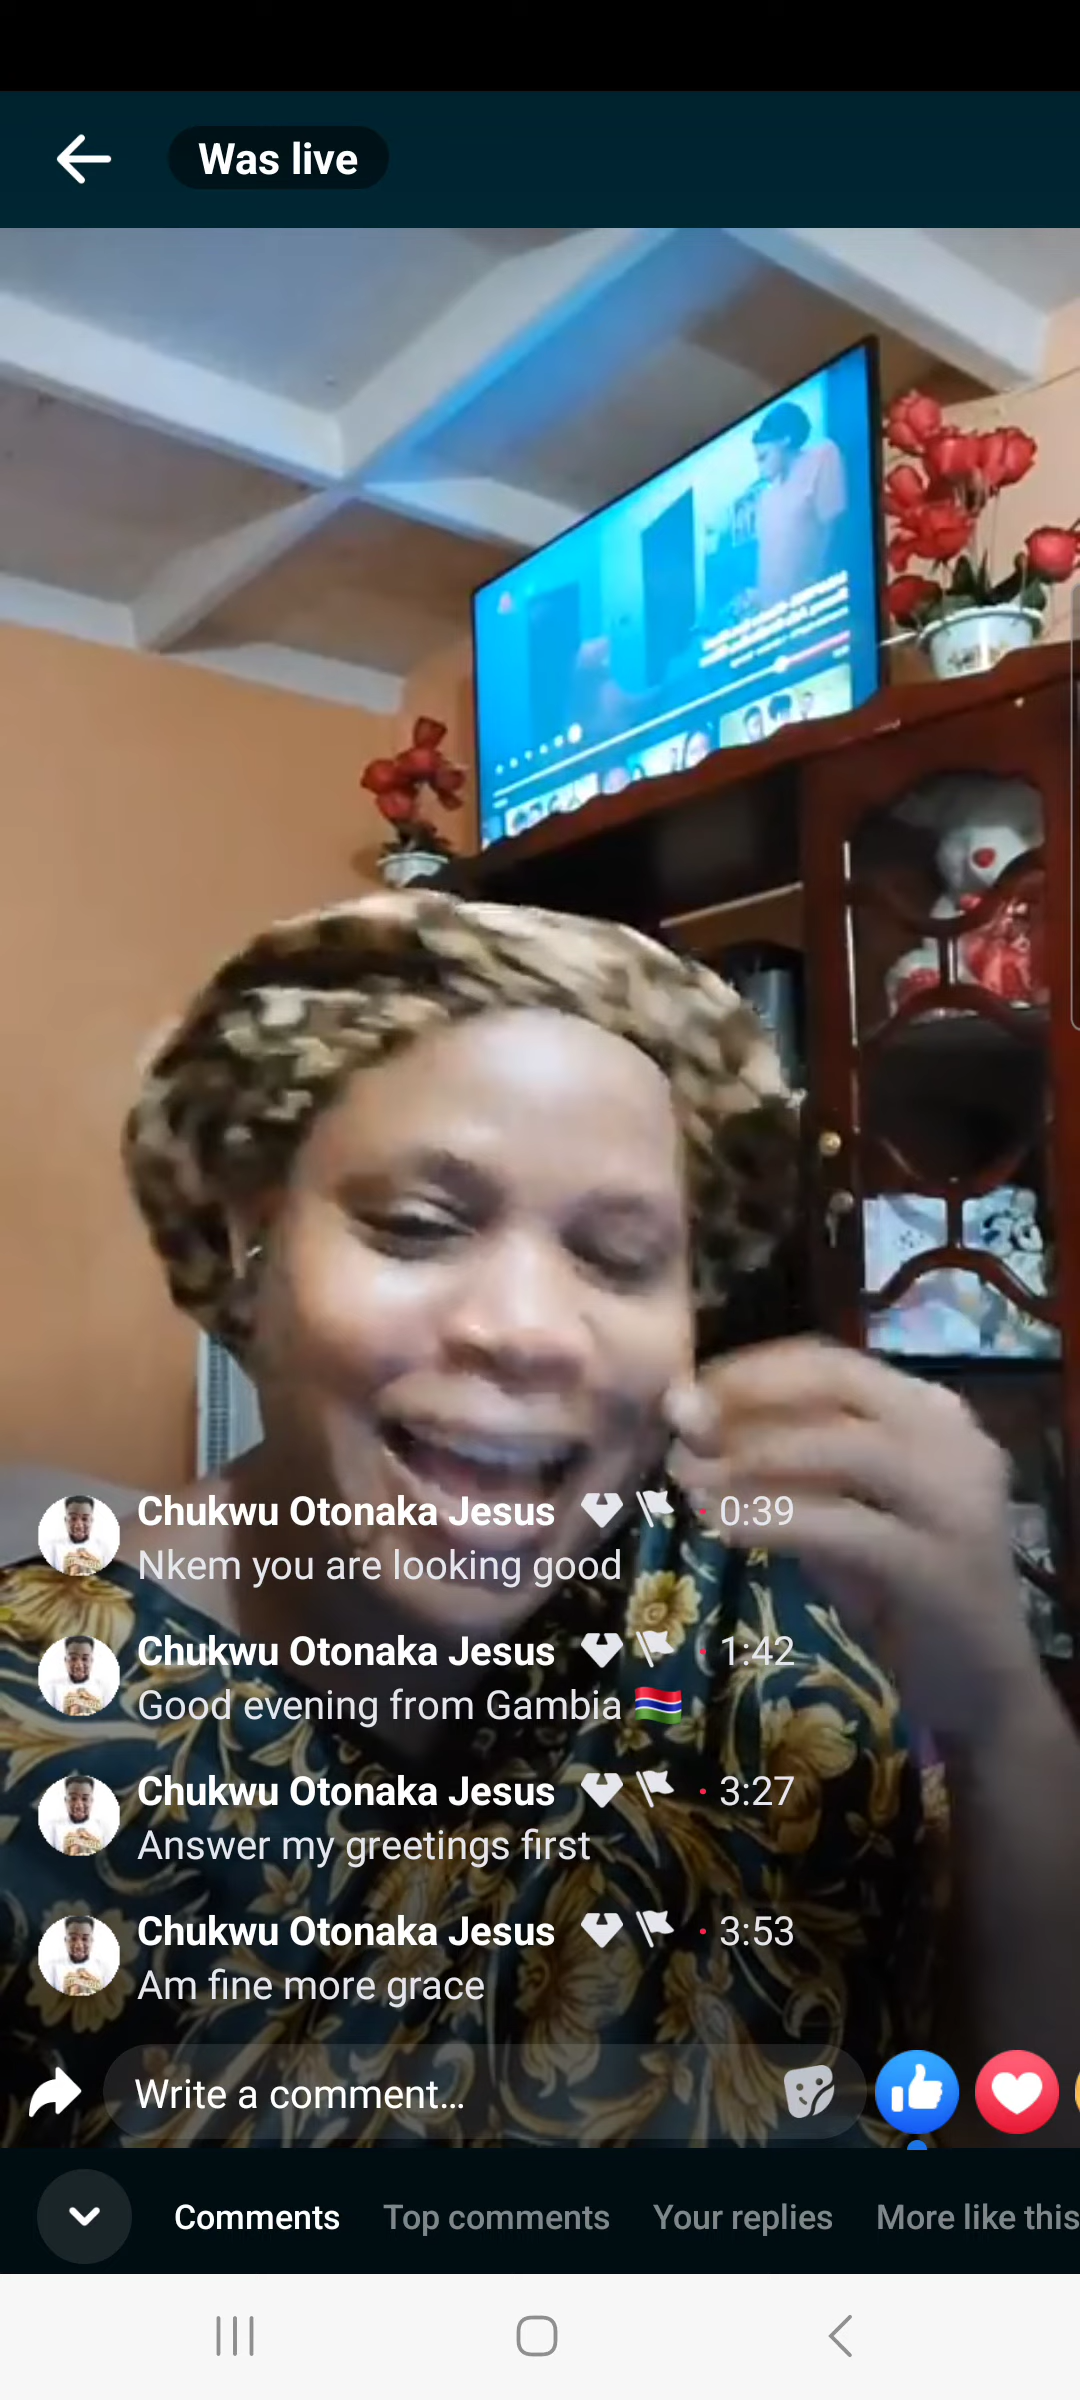 Was live
Chukwu Otonaka Jesus · 0:39
Nkem you are looking good
Chukwu Otonaka Jesus · 1:42
Good evening from Gambia 🇬🇲
Chukwu Otonaka Jesus · 3:27
Answer my greetings first
Chukwu Otonaka Jesus · 3:53
Am fine more grace
Write a comment...
Comments Top comments Your replies More like this